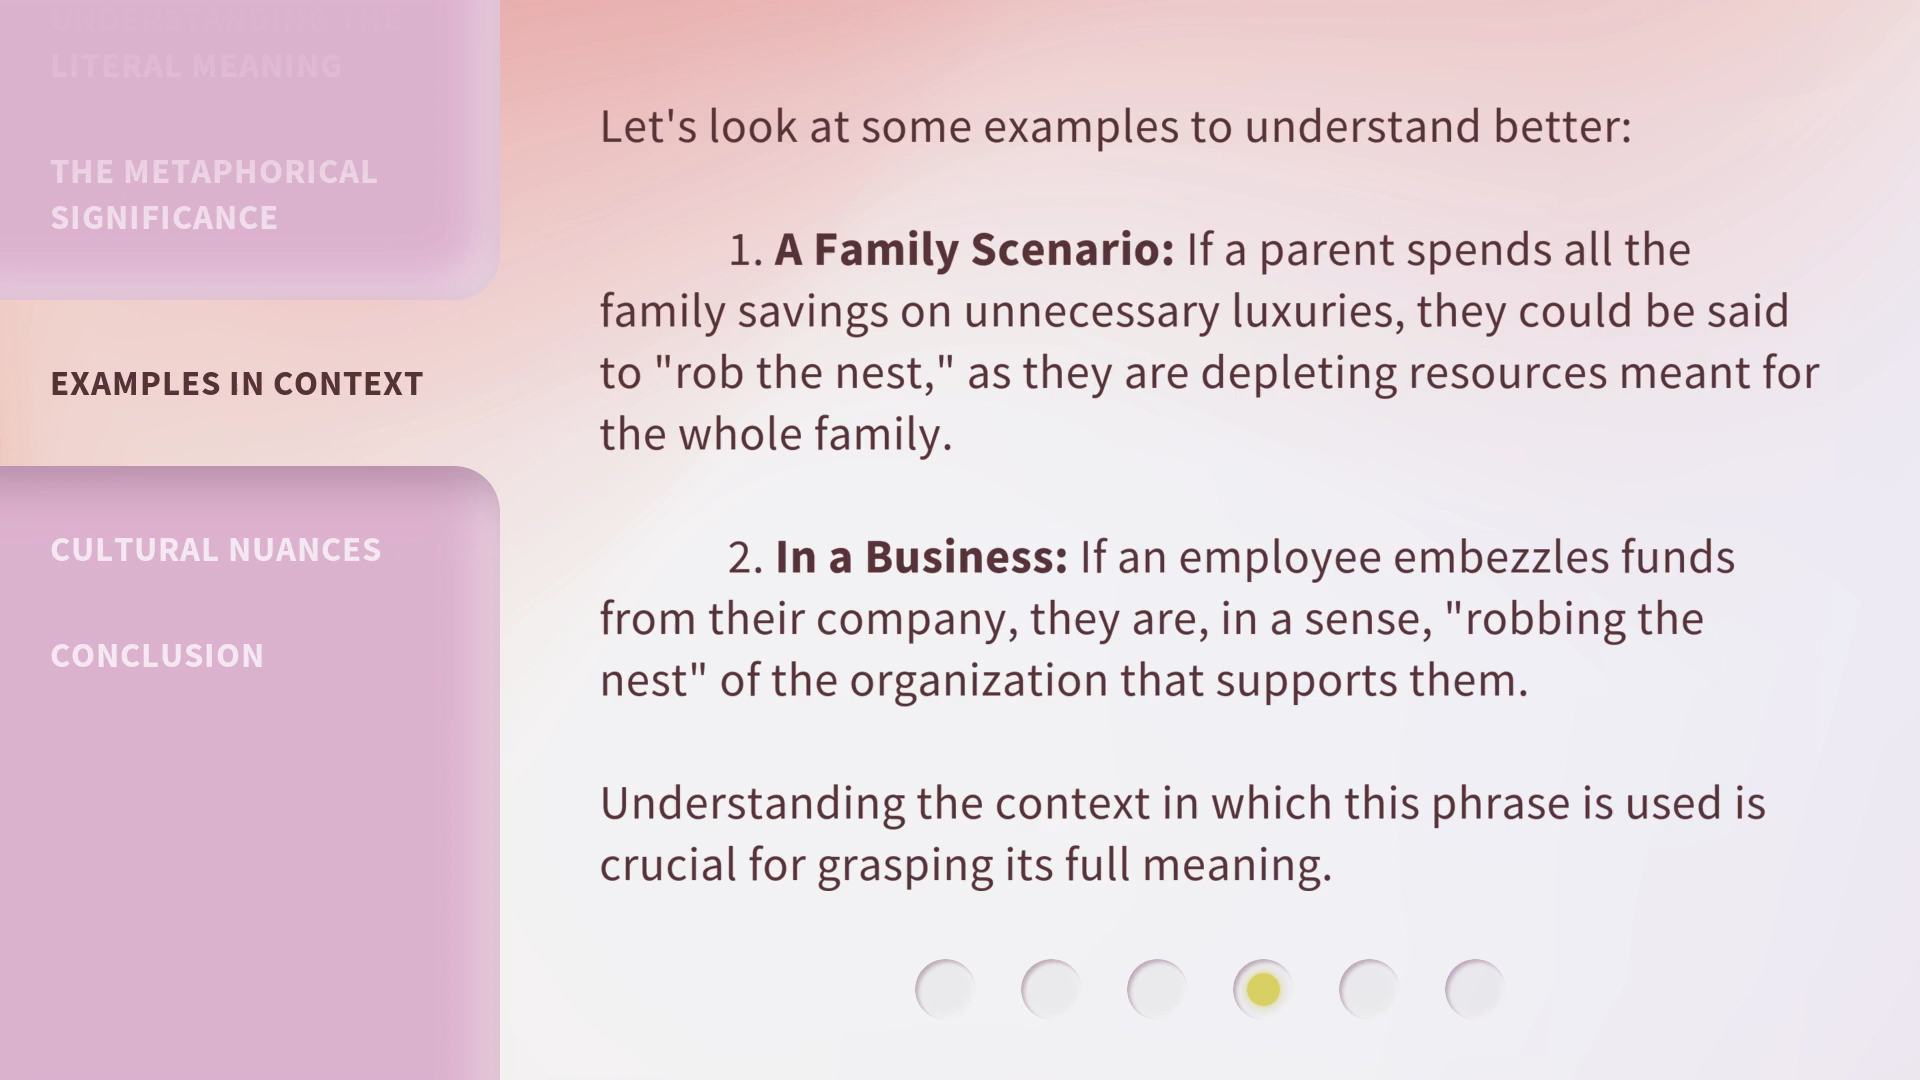 UNDERSTANDING THE
LITERAL MEANING
THE METAPHORICAL
SIGNIFICANCE
EXAMPLES IN CONTEXT
CULTURAL NUANCES
CONCLUSION
Let's look at some examples to understand better:
1. A Family Scenario: If a parent spends all the
family savings on unnecessary luxuries, they could be said
to "rob the nest," as they are depleting resources meant for
the whole family.
2. In a Business: If an employee embezzles funds
from their company, they are, in a sense, "robbing the
nest" of the organization that supports them.
Understanding the context in which this phrase is used is
crucial for grasping its full meaning.